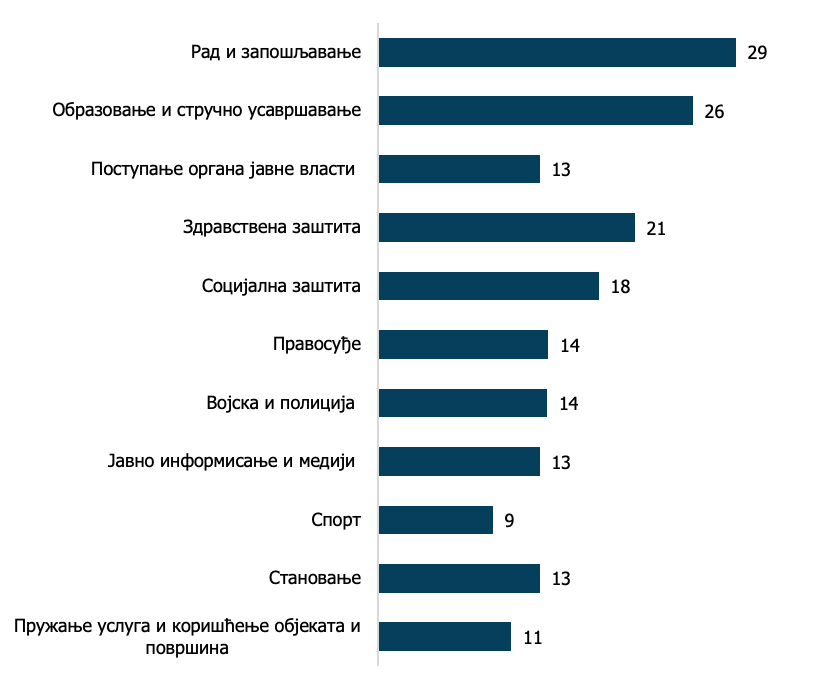 Рад и запошљавање 29
Образовање и стручно усавршавање 26
Поступање органа јавне власти 13
Здравствена заштита 21
Социјална заштита 18
Правосуђе 14
Војска и полиција 14
Јавно информисање и медији 13
Спорт 9
Становање 13
Пружање услуга и коришћење објеката и
површина 11